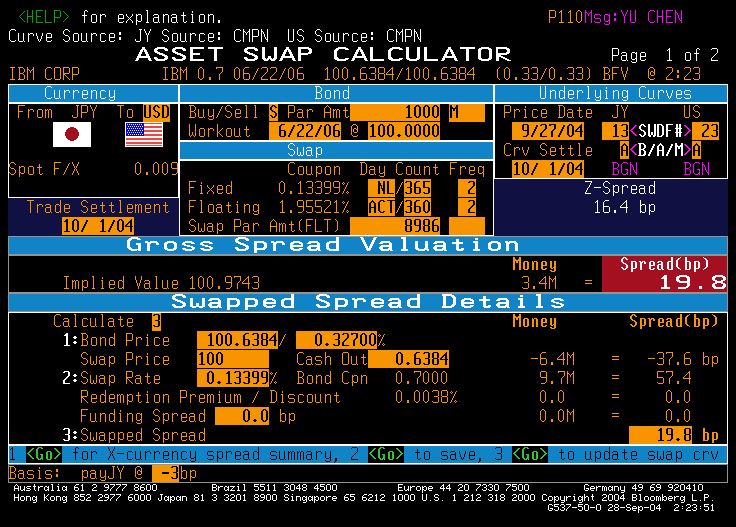 <HELP> for explanation. P110Msg:YU CHEN
Curve Source: JY Source: CMPN US Source: CMPN
ASSET SWAP CALCULATOR Page 1 of 2
IBM CORP IBM 0.7 06/22/06 100.6384/100.6384 (0.33/0.33) BFV @ 2:23
Currency Bond Underlying Curves
From JPY To USD Buy/Sell $ Par Amt 1000 M Price Date JY US
Workout 6/22/06 @ 100.0000 9/27/04 13<SWDF#>23
Swap Crv Settle A<B/A/M>A
Spot F/X 0.009 Coupon Day Count Freq 10/ 1/04 BGN BGN
Fixed 0.13399% NL/365 2 Z-Spread
Trade Settlement Floating 1.95521% ACT/360 2 16.4 bp
10/ 1/04 Swap Par Amt(FLT) 8986
Gross Spread Valuation
Money Spread(bp)
Implied Value 100.9743 3.4M = 19.8
Swapped Spread Details
Calculate 3 Money Spread(bp)
1:Bond Price 100.6384/ 0.32700%
Swap Price 100 Cash Out 0.6384 -6.4M = -37.6 bp
2:Swap Rate 0.13399% Bond Cpn 0.7000 9.7M = 57.4
Redemption Premium / Discount 0.0038% 0.0 = 0.0
Funding Spread 0.0 bp 0.0M = 0.0
3:Swapped Spread 19.8 bp
1 <Go> for X-currency spread summary, 2 <Go> to save, 3 <Go> to update swap crv
Basis: payJY @ -3bp
Australia 61 2 9777 8600 Brazil 5511 3048 4500 Europe 44 20 7330 7500 Germany 49 69 920410
Hong Kong 852 2977 6000 Japan 81 3 3201 8900 Singapore 65 6212 1000 U.S. 1 212 318 2000 Copyright 2004 Bloomberg L.P.
G537-50-0 28-Sep-04 2:23:51